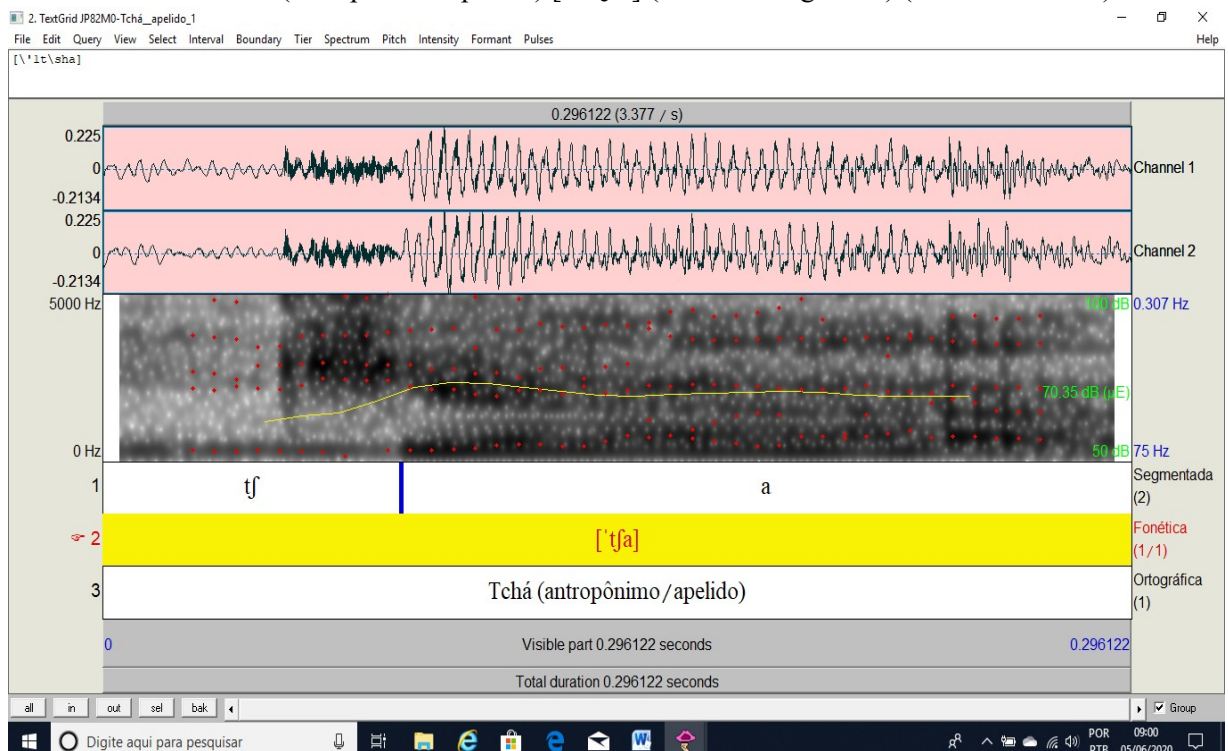 2. TextGrid JP82M0-Tchá__apelido_1
File Edit Query View Select Interval Boundary Tier Spectrum Pitch Intensity Formant Pulses Help
[\'1t\sha]
0.296122 (3.377 / s)
0.225
0
-0.2134
Channel 1
0.225
0
-0.2134
Channel 2
5000 Hz
100 dB 0.307 Hz
70.35 dB (µE)
0 Hz
50 dB 75 Hz
1 tʃ a Segmentada
(2)
2 [ˈtʃa] Fonética
(1/1)
3 Tchá (antropônimo/apelido) Ortográfica
(1)
0 Visible part 0.296122 seconds 0.296122
Total duration 0.296122 seconds
all in out sel bak Group
Digite aqui para pesquisar
POR 09:00
PTB 05/06/2020